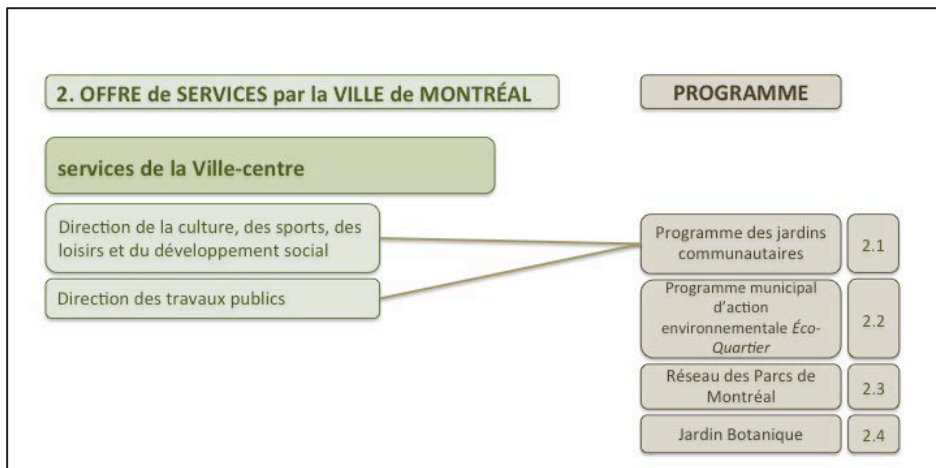 2. OFFRE de SERVICES par la VILLE de MONTRÉAL
PROGRAMME
services de la Ville-centre
Direction de la culture, des sports, des
loisirs et du développement social
Direction des travaux publics
Programme des jardins
communautaires
2.1
Programme municipal
d'action
environnementale Éco-
Quartier
2.2
Réseau des Parcs de
Montréal
2.3
Jardin Botanique
2.4